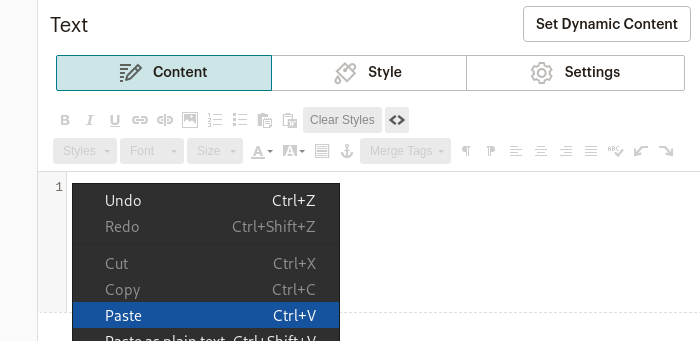 Text
Set Dynamic Content
Content Style Settings
B I U Clear Styles <>
Styles Font Size A A Merge Tags ¶ ¶ ABC
1
Undo Ctrl+Z
Redo Ctrl+Shift+Z
Cut Ctrl+X
Copy Ctrl+C
Paste Ctrl+V
Paste as plain text Ctrl+Shift+V